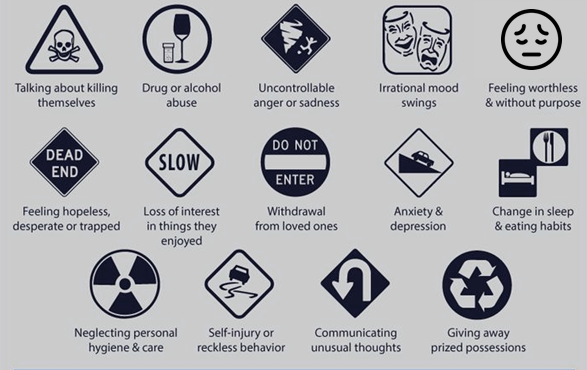 Talking about killing
themselves
Drug or alcohol
abuse
Uncontrollable
anger or sadness
Irrational mood
swings
Feeling worthless
& without purpose
DEAD
END
Feeling hopeless,
desperate or trapped
SLOW
Loss of interest
in things they
enjoyed
DO NOT
ENTER
Withdrawal
from loved ones
Anxiety &
depression
Change in sleep
& eating habits
Neglecting personal
hygiene & care
Self-injury or
reckless behavior
Communicating
unusual thoughts
Giving away
prized possessions